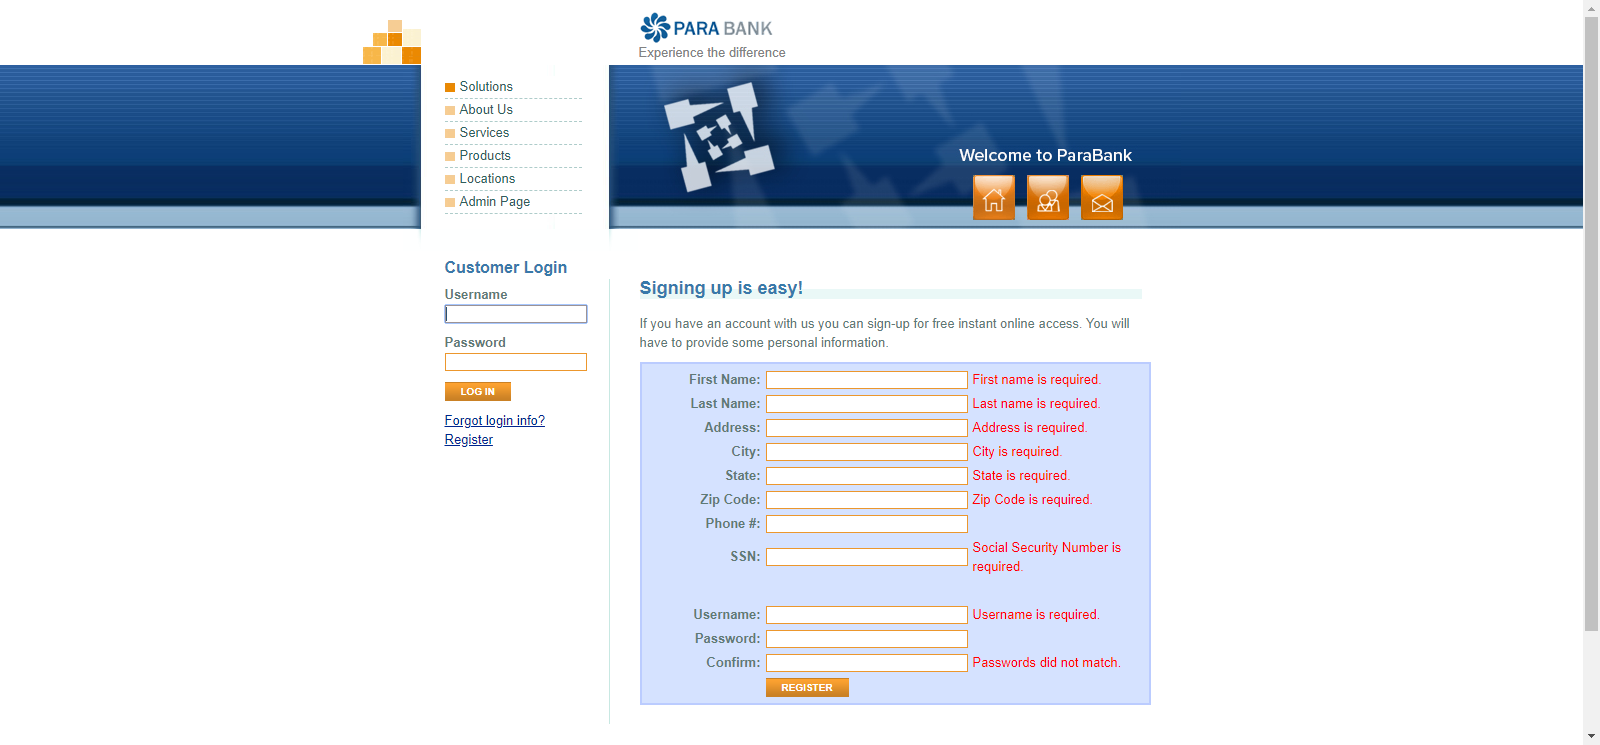 PARA BANK
Experience the difference
Solutions
About Us
Services
Products
Locations
Admin Page
Welcome to ParaBank
Customer Login
Username
Password
LOG IN
Forgot login info?
Register
Signing up is easy!
If you have an account with us you can sign-up for free instant online access. You will
have to provide some personal information.
First Name: First name is required.
Last Name: Last name is required.
Address: Address is required.
City: City is required.
State: State is required.
Zip Code: Zip Code is required.
Phone #:
SSN: Social Security Number is
required.
Username: Username is required.
Password:
Confirm: Passwords did not match.
REGISTER